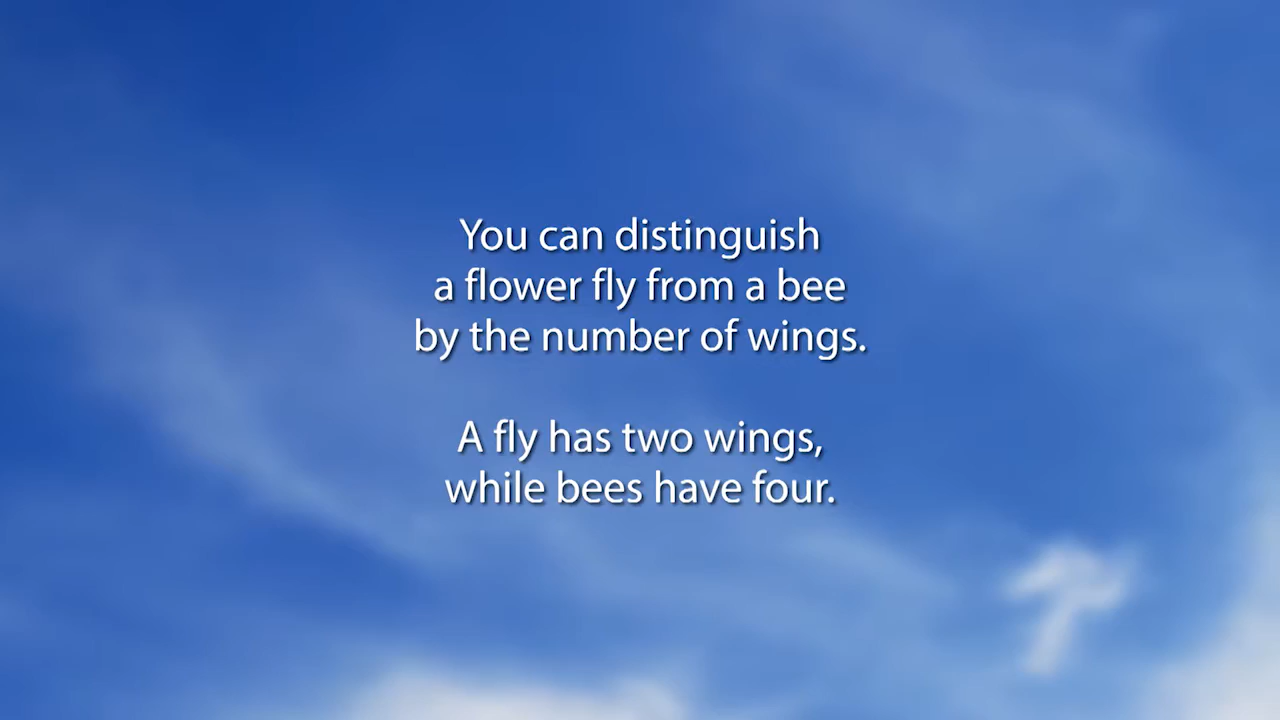 You can distinguish
a flower fly from a bee
by the number of wings.
A fly has two wings,
while bees have four.